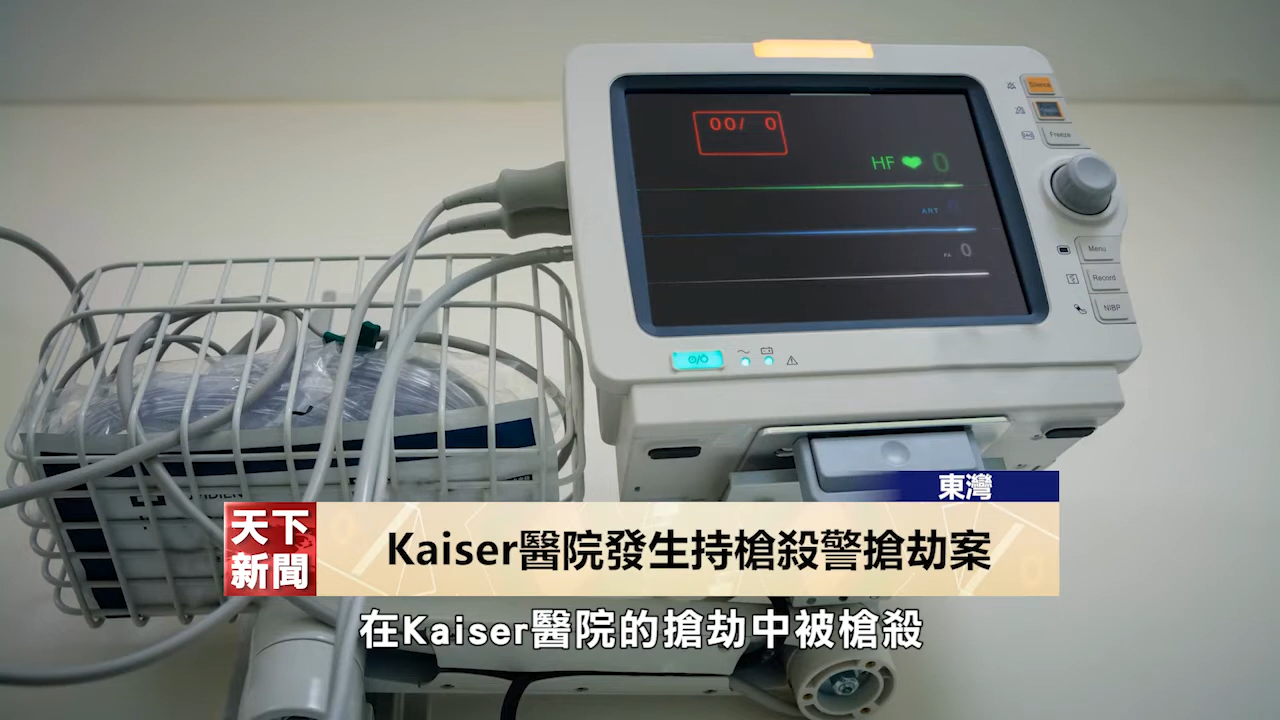 00/ 0
Silence
HF 0
Freeze
ART
PA 0
Menu
Record
NIBP
東灣
天下
新聞
Kaiser醫院發生持槍殺警搶劫案
在Kaiser醫院的搶劫中被槍殺